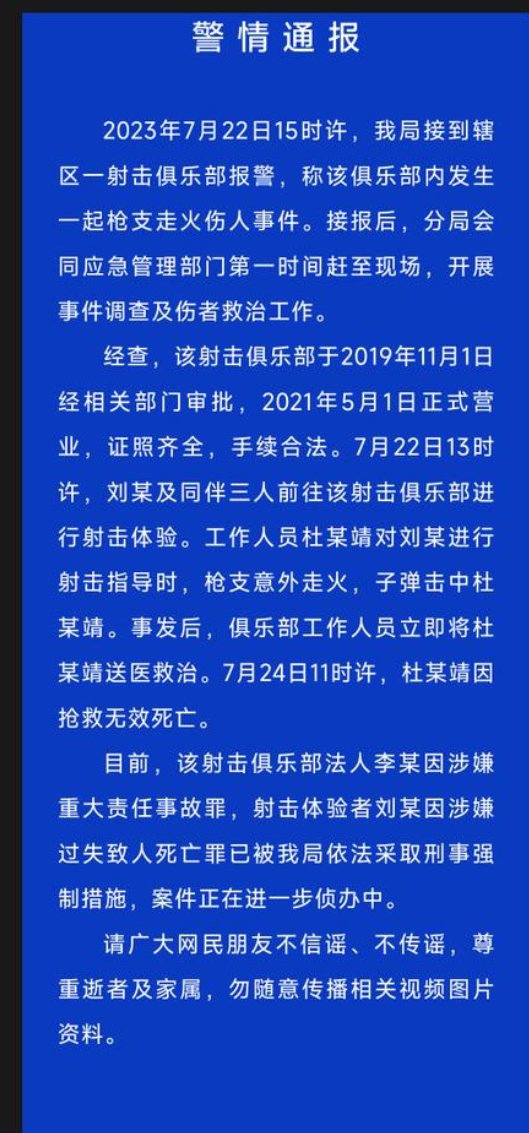 警情通报
2023年7月22日15时许，我局接到辖
区一射击俱乐部报警，称该俱乐部内发生
一起枪支走火伤人事件。接报后，分局会
同应急管理部门第一时间赶至现场，开展
事件调查及伤者救治工作。
经查，该射击俱乐部于2019年11月1日
经相关部门审批，2021年5月1日正式营
业，证照齐全，手续合法。7月22日13时
许，刘某及同伴三人前往该射击俱乐部进
行射击体验。工作人员杜某靖对刘某进行
射击指导时，枪支意外走火，子弹击中杜
某靖。事发后，俱乐部工作人员立即将杜
某靖送医救治。7月24日11时许，杜某靖因
抢救无效死亡。
目前，该射击俱乐部法人李某因涉嫌
重大责任事故罪，射击体验者刘某因涉嫌
过失致人死亡罪已被我局依法采取刑事强
制措施，案件正在进一步侦办中。
请广大网民朋友不信谣、不传谣，尊
重逝者及家属，勿随意传播相关视频图片
资料。